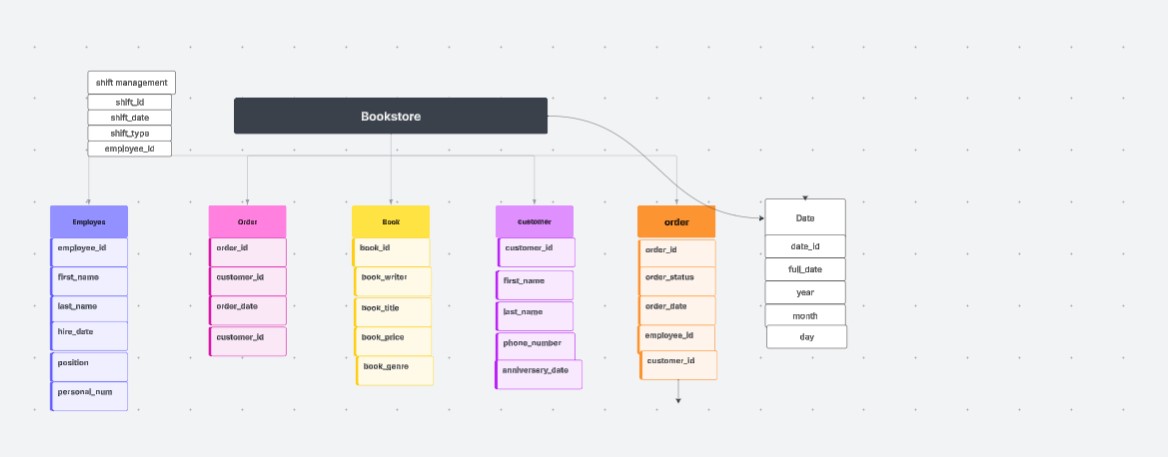 shift management
shift_id
shift_date
shift_type
employee_id
Bookstore
Employee
employee_id
first_name
last_name
hire_date
position
personal_num
Order
order_id
customer_id
order_date
customer_id
Book
book_id
book_writer
book_title
book_price
book_genre
customer
customer_id
first_name
last_name
phone_number
anniversary_date
order
order_id
order_status
order_date
employee_id
customer_id
Date
date_id
full_date
year
month
day